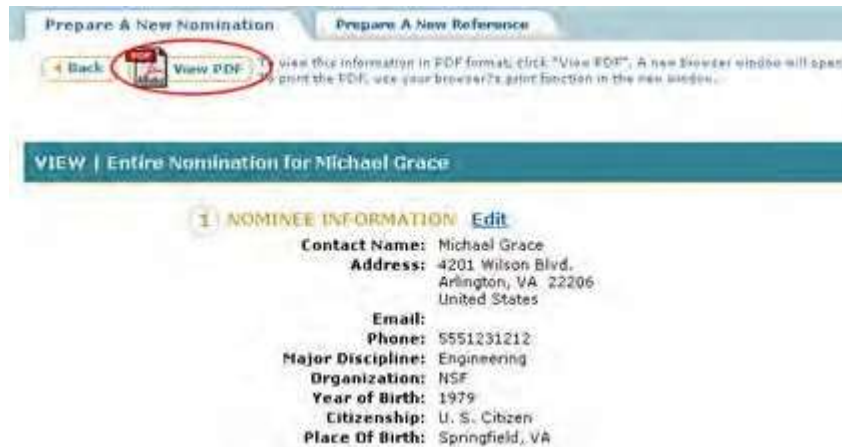 Prepare A New Nomination
Prepare A New Reference
Back
View PDF
To view this information in PDF format, click "View PDF". A new browser window will open
To print the PDF, use your browser?s print function in the new window.
VIEW | Entire Nomination for Michael Grace
1 NOMINEE INFORMATION Edit
Contact Name: Michael Grace
Address: 4201 Wilson Blvd.
Arlington, VA 22206
United States
Email:
Phone: 5551231212
Major Discipline: Engineering
Organization: NSF
Year of Birth: 1979
Citizenship: U. S. Citizen
Place Of Birth: Springfield, VA